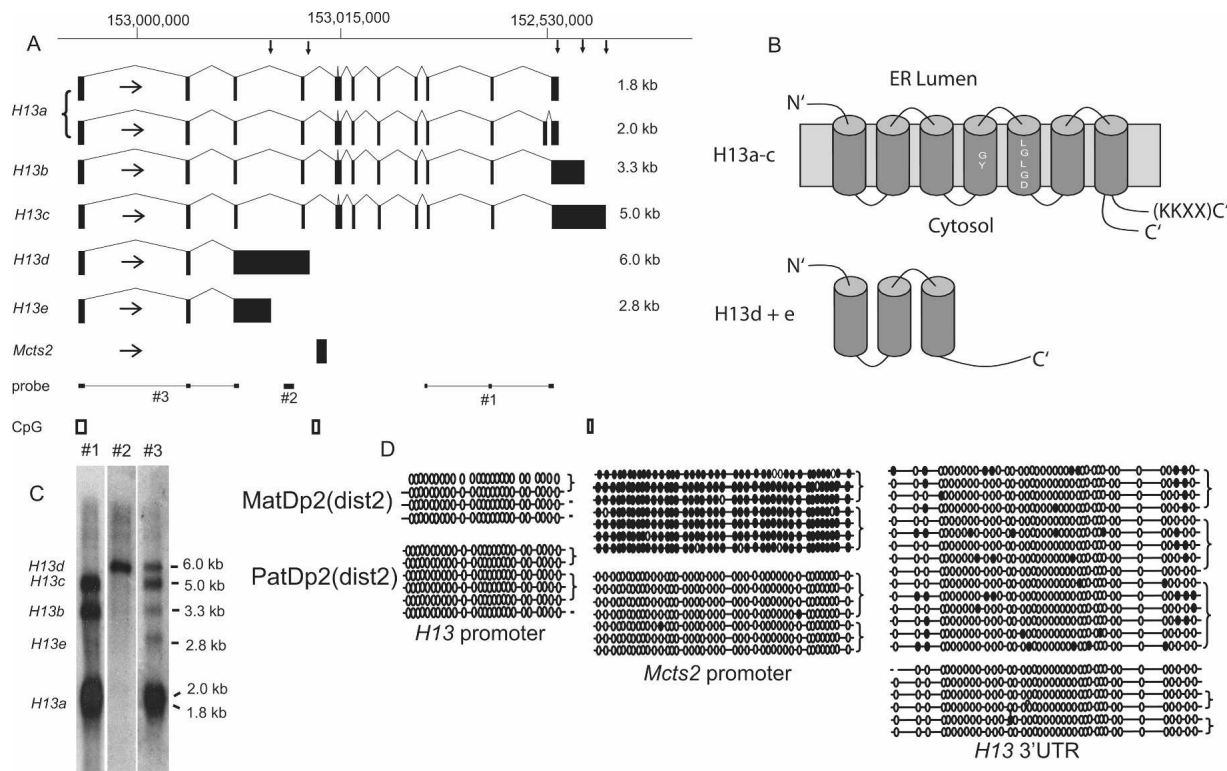 153,000,000 153,015,000 152,530,000
A
B
H13a
1.8 kb
2.0 kb
H13b
3.3 kb
H13c
5.0 kb
H13d
6.0 kb
H13e
2.8 kb
Mcts2
probe
#3 #2 #1
CpG
ER Lumen
N'
H13a-c
G
Y
L
G
L
G
D
(KKXX)C'
C'
Cytosol
N'
H13d + e
C'
C
#1 #2 #3
H13d
6.0 kb
H13c
5.0 kb
H13b
3.3 kb
H13e
2.8 kb
2.0 kb
H13a
1.8 kb
D
MatDp2(dist2)
PatDp2(dist2)
H13 promoter
Mcts2 promoter
H13 3'UTR